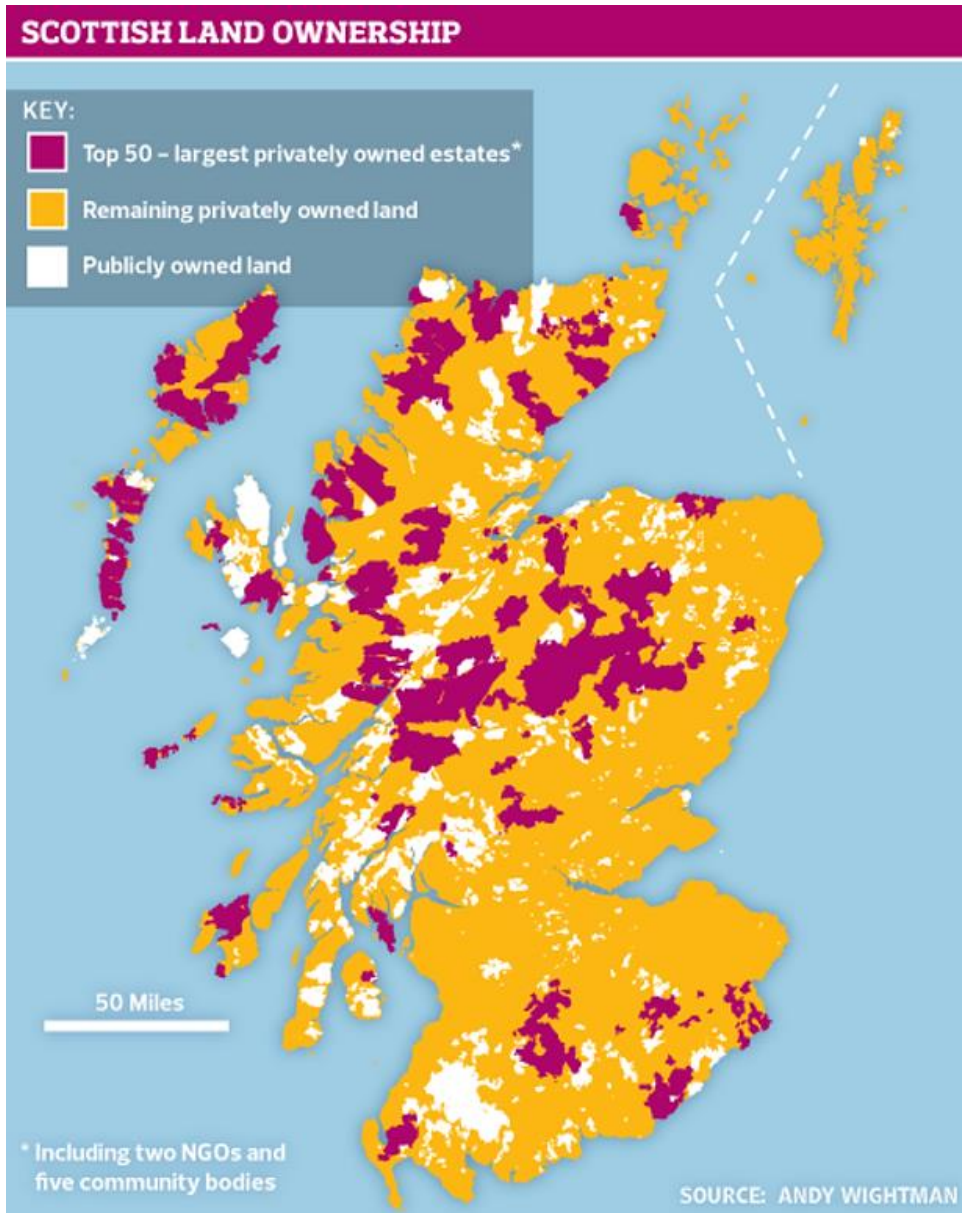 SCOTTISH LAND OWNERSHIP
KEY:
Top 50 – largest privately owned estates*
Remaining privately owned land
Publicly owned land
50 Miles
* Including two NGOs and
five community bodies
SOURCE: ANDY WIGHTMAN